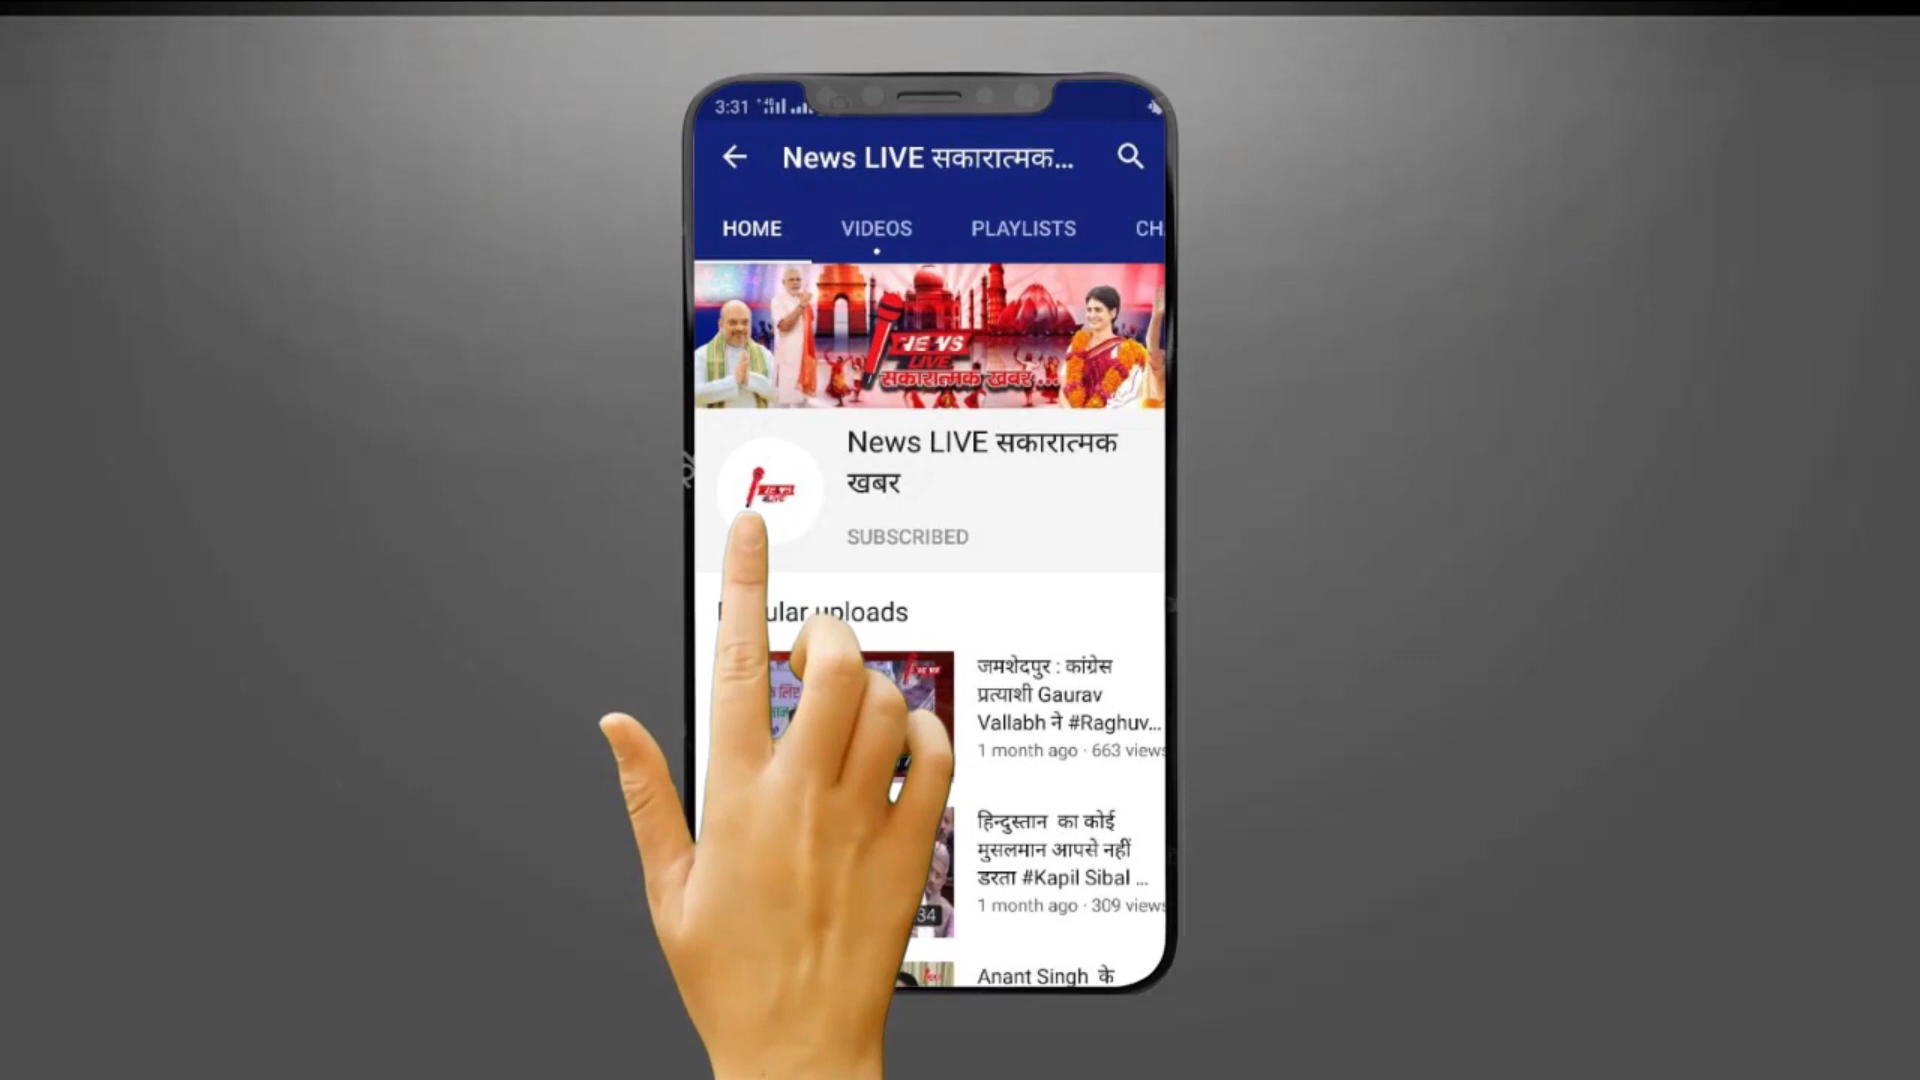 3:31
News LIVE सकारात्मक...
HOME VIDEOS PLAYLISTS CH
NEWS
LIVE
सकारात्मक खबर ...
News LIVE सकारात्मक
खबर
SUBSCRIBED
ular uploads
जमशेदपुर : कांग्रेस
प्रत्याशी Gaurav
Vallabh ने #Raghuv...
1 month ago · 663 views
हिन्दुस्तान का कोई
मुसलमान आपसे नहीं
डरता #Kapil Sibal ...
1 month ago · 309 views
34
Anant Singh के